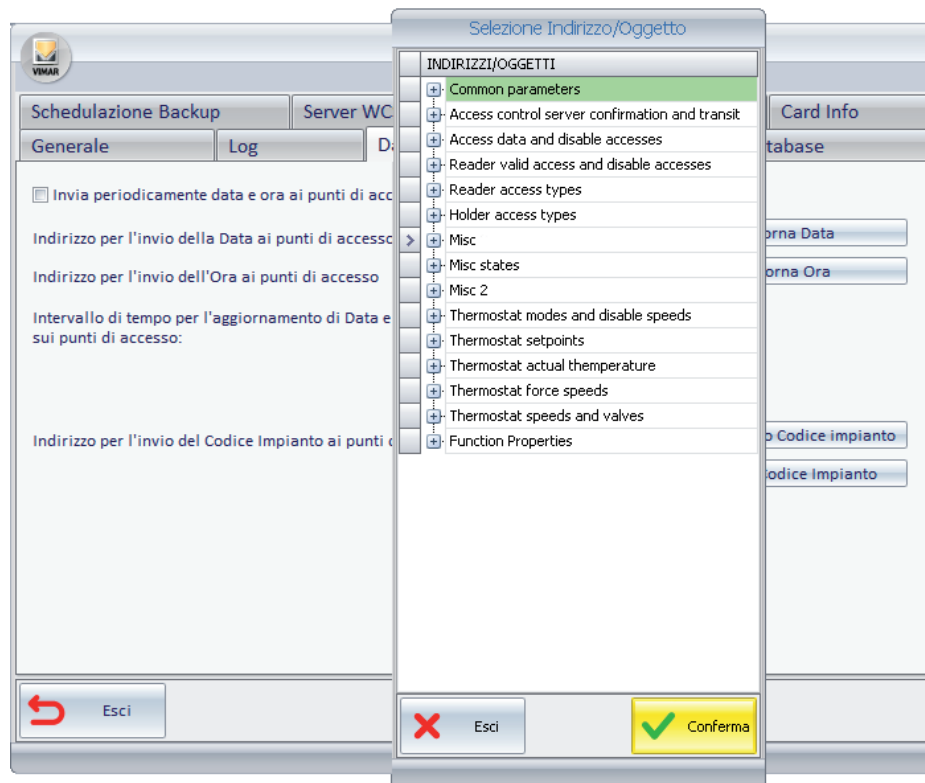 Selezione Indirizzo/Oggetto
VIMAR
INDIRIZZI/OGGETTI
Common parameters
Access control server confirmation and transit
Access data and disable accesses
Reader valid access and disable accesses
Reader access types
Holder access types
Misc
Misc states
Misc 2
Thermostat modes and disable speeds
Thermostat setpoints
Thermostat actual themperature
Thermostat force speeds
Thermostat speeds and valves
Function Properties
Esci
Conferma
Schedulazione Backup
Server WC
Card Info
Generale
Log
Da
tabase
Invia periodicamente data e ora ai punti di acc
Indirizzo per l'invio della Data ai punti di accesso
orna Data
Indirizzo per l'invio dell'Ora ai punti di accesso
orna Ora
Intervallo di tempo per l'aggiornamento di Data e
sui punti di accesso:
Indirizzo per l'invio del Codice Impianto ai punti
o Codice impianto
Codice Impianto
Esci